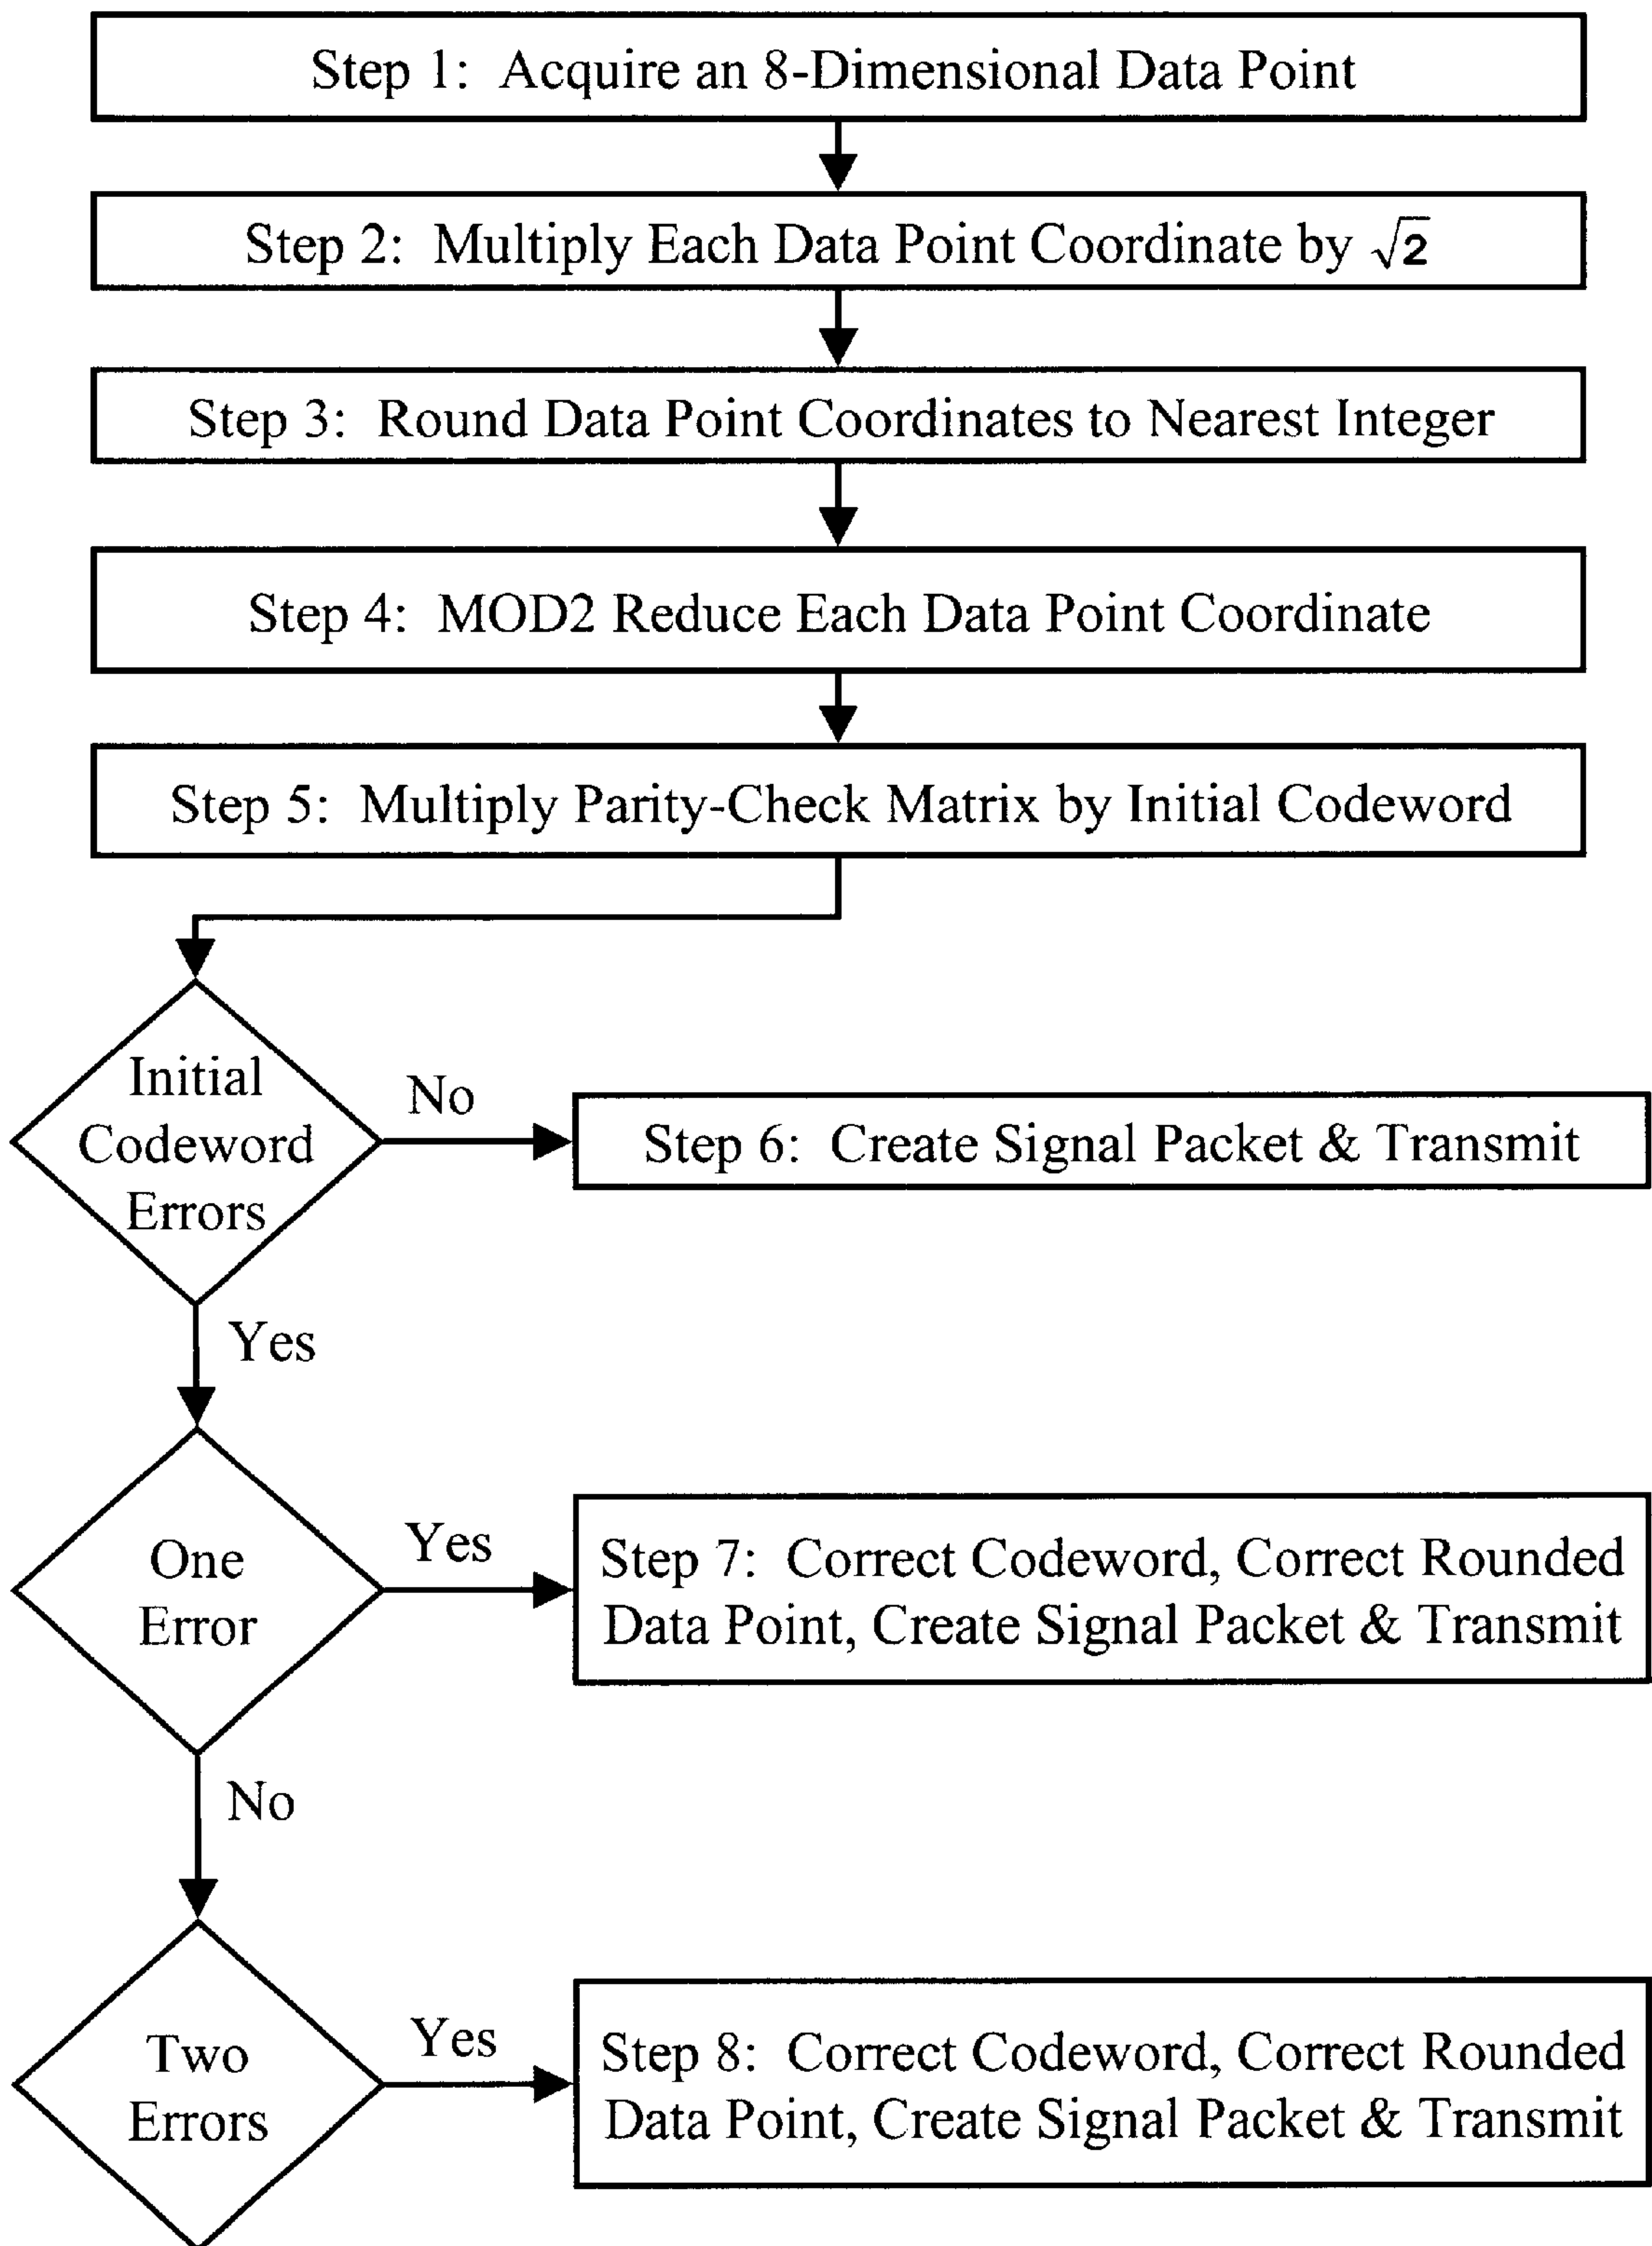 Step 1: Acquire an 8-Dimensional Data Point
Step 2: Multiply Each Data Point Coordinate by √2
Step 3: Round Data Point Coordinates to Nearest Integer
Step 4: MOD2 Reduce Each Data Point Coordinate
Step 5: Multiply Parity-Check Matrix by Initial Codeword
Initial
Codeword
Errors
No
Step 6: Create Signal Packet & Transmit
Yes
One
Error
Yes
Step 7: Correct Codeword, Correct Rounded
Data Point, Create Signal Packet & Transmit
No
Two
Errors
Yes
Step 8: Correct Codeword, Correct Rounded
Data Point, Create Signal Packet & Transmit